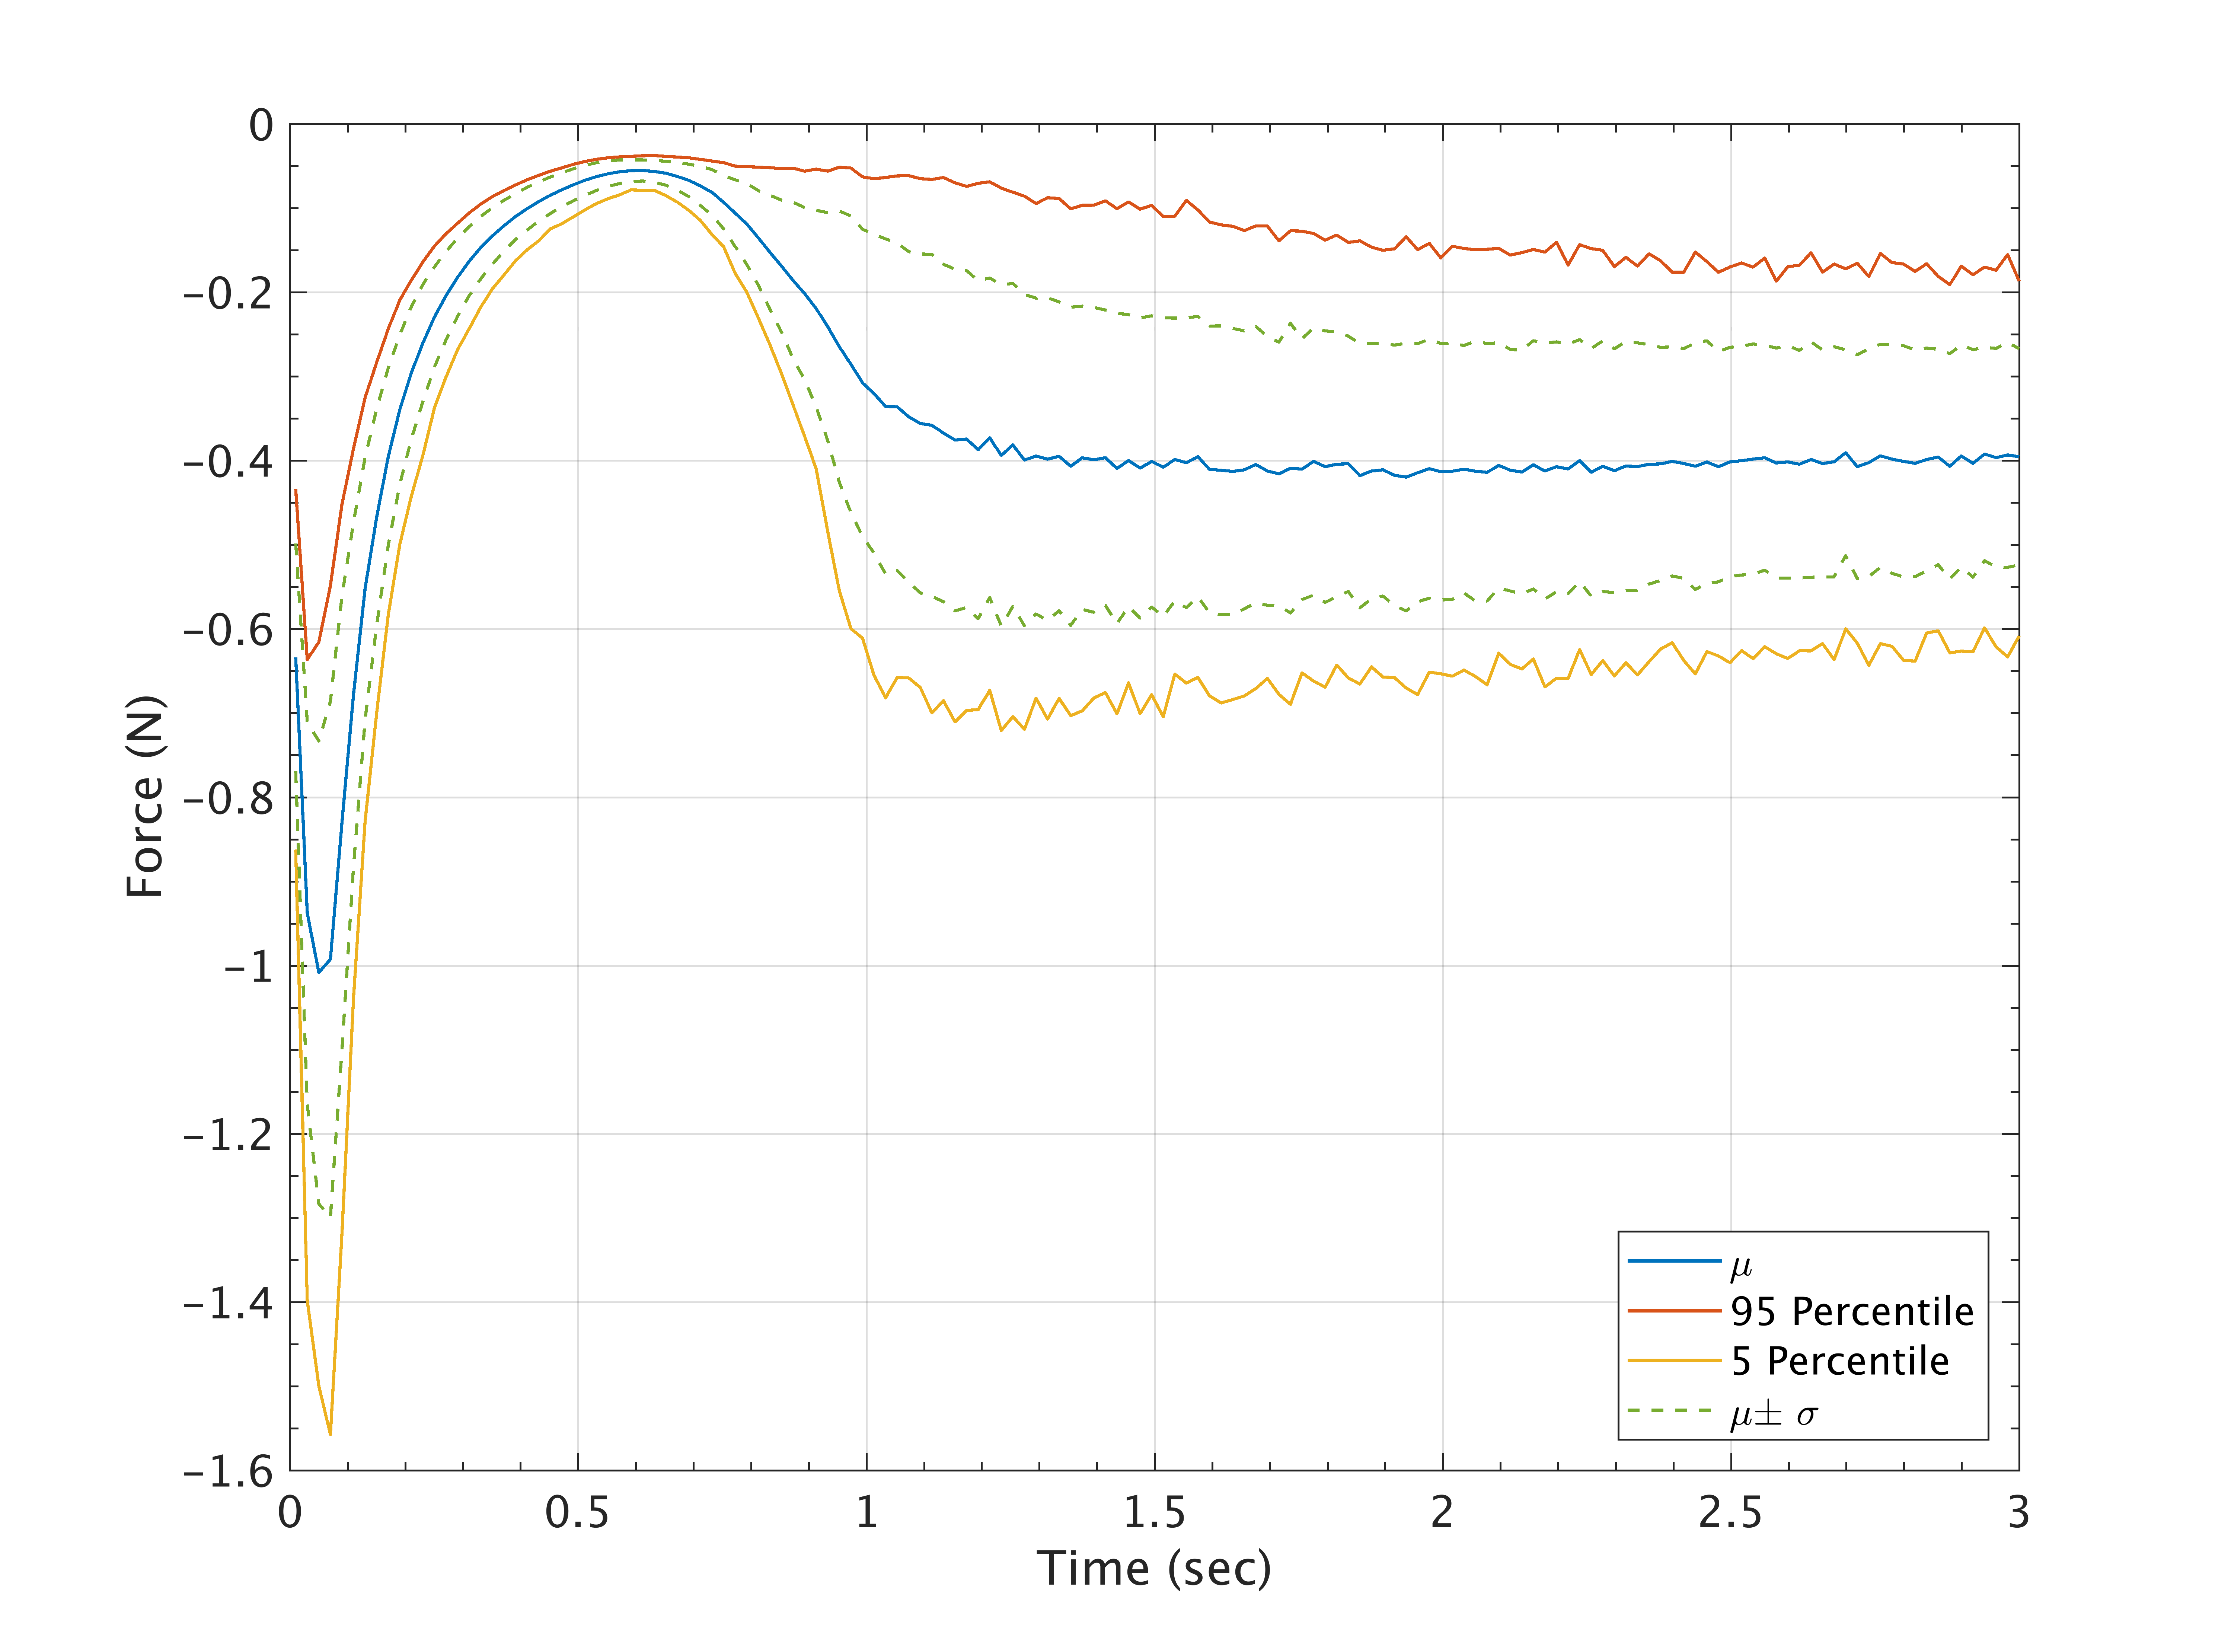 0
−0.2
−0.4
−0.6
−0.8
−1
−1.2
−1.4
−1.6
Force (N)
0 0.5 1 1.5 2 2.5 3
Time (sec)
μ
95 Percentile
5 Percentile
μ± σ